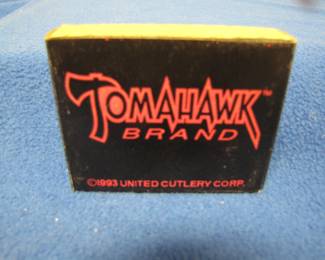 TOMAHAWK™
BRAND
©1993 UNITED CUTLERY CORP.